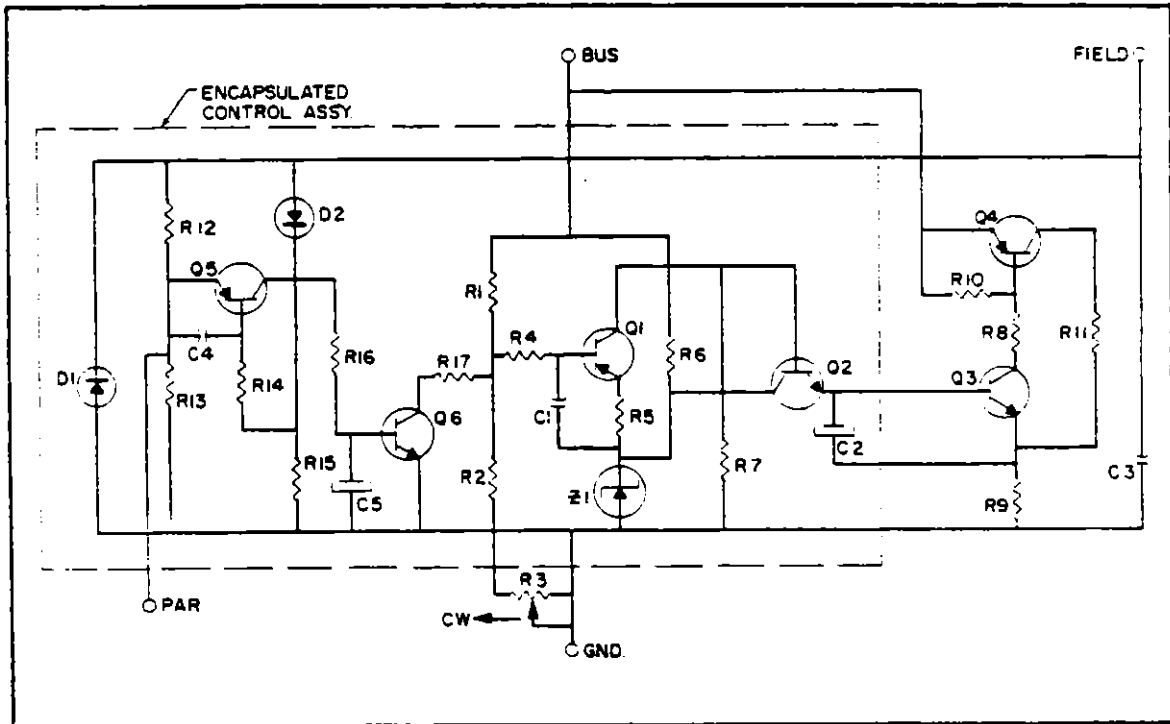 BUS
FIELD
ENCAPSULATED
CONTROL ASSY.
D2
R12
Q4
Q5
R10
R1
Q1
R4
R8
R11
C4
R16
R6
R17
Q2
Q3
D1
R14
R13
Q6
C1
R5
C2
R7
R15
R2
C3
C5
Z1
R9
R3
PAR
CW
GND.